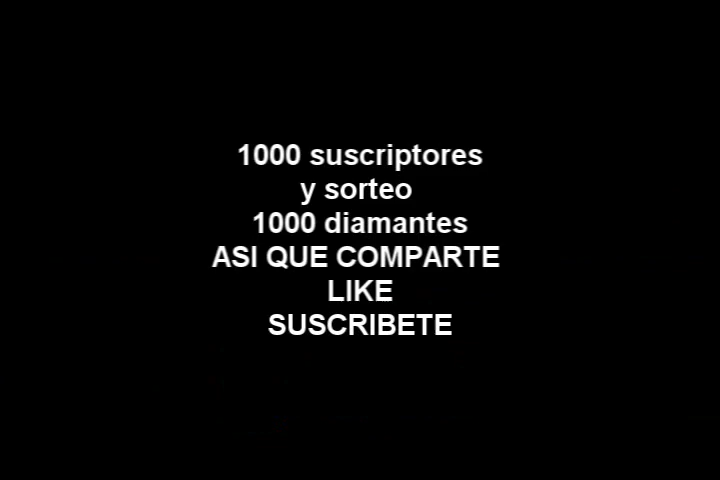 1000 suscriptores
y sorteo
1000 diamantes
ASI QUE COMPARTE
LIKE
SUSCRIBETE